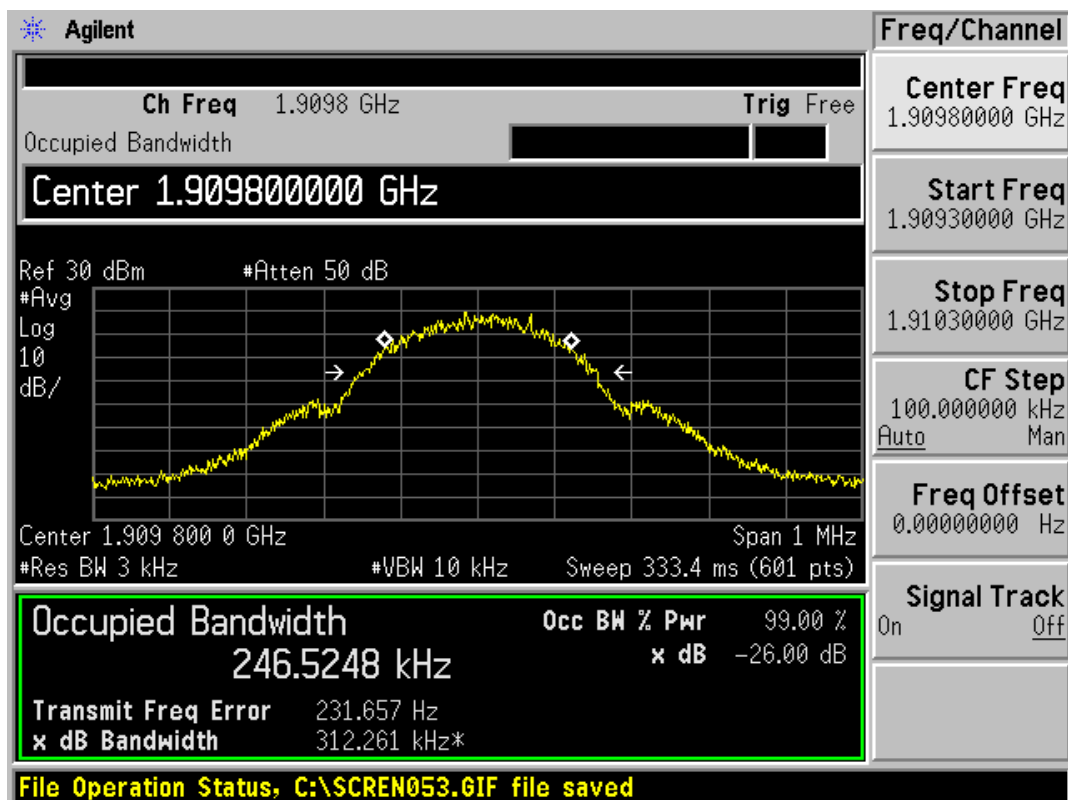 Agilent
Freq/Channel
Ch Freq 1.9098 GHz Trig Free
Occupied Bandwidth
Center 1.909800000 GHz
Ref 30 dBm #Atten 50 dB
#Avg
Log
10
dB/
Center 1.909 800 0 GHz Span 1 MHz
#Res BW 3 kHz #VBW 10 kHz Sweep 333.4 ms (601 pts)
Occupied Bandwidth Occ BW % Pwr 99.00 %
246.5248 kHz x dB -26.00 dB
Transmit Freq Error 231.657 Hz
x dB Bandwidth 312.261 kHz*
File Operation Status, C:\SCREN053.GIF file saved
Center Freq
1.90980000 GHz
Start Freq
1.90930000 GHz
Stop Freq
1.91030000 GHz
CF Step
100.000000 kHz
Auto Man
Freq Offset
0.00000000 Hz
Signal Track
On Off